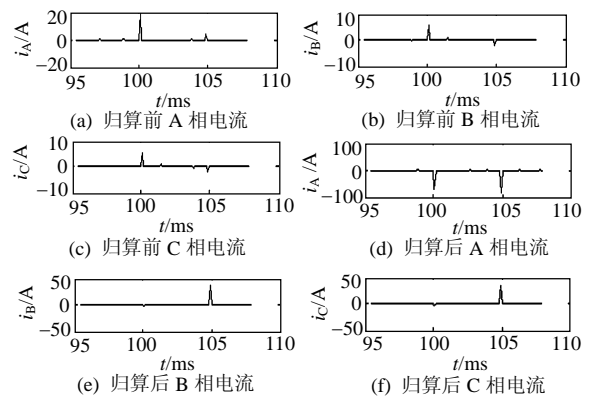 i_A/A
20
0
−20
95 100 105 110
t/ms
(a) 归算前 A 相电流
i_B/A
10
0
−10
95 100 105 110
t/ms
(b) 归算前 B 相电流
i_C/A
10
0
−10
95 100 105 110
t/ms
(c) 归算前 C 相电流
i_A/A
100
0
−100
95 100 105 110
t/ms
(d) 归算后 A 相电流
i_B/A
50
0
−50
95 100 105 110
t/ms
(e) 归算后 B 相电流
i_C/A
50
0
−50
95 100 105 110
t/ms
(f) 归算后 C 相电流